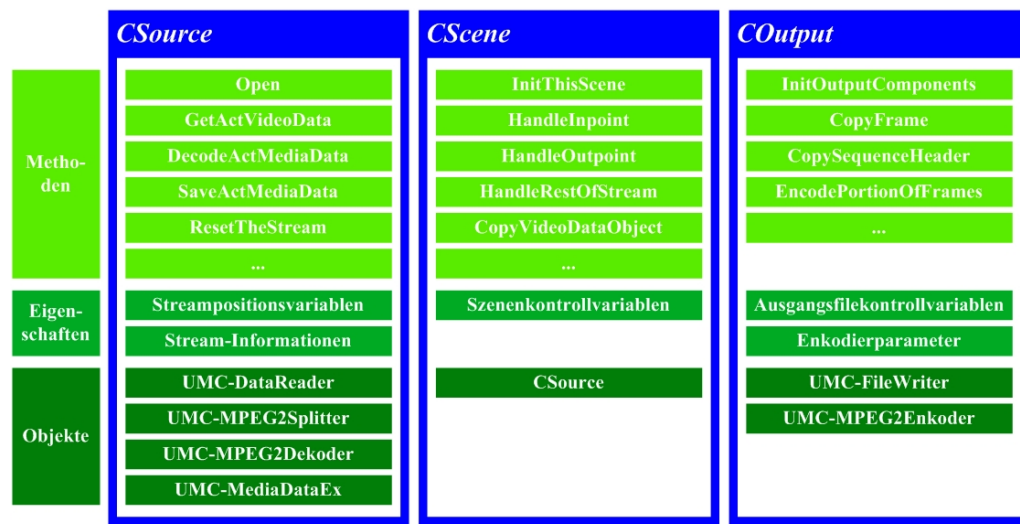 CSource
CScene
COutput
Metho-
den
Open
InitThisScene
InitOutputComponents
GetActVideoData
HandleInpoint
CopyFrame
DecodeActMediaData
HandleOutpoint
CopySequenceHeader
SaveActMediaData
HandleRestOfStream
EncodePortionOfFrames
ResetTheStream
CopyVideoDataObject
...
...
...
Eigen-
schaften
Streampositionsvariablen
Szenenkontrollvariablen
Ausgangsfilekontrollvariablen
Stream-Informationen
Enkodierparameter
Objekte
UMC-DataReader
CSource
UMC-FileWriter
UMC-MPEG2Splitter
UMC-MPEG2Enkoder
UMC-MPEG2Dekoder
UMC-MediaDataEx